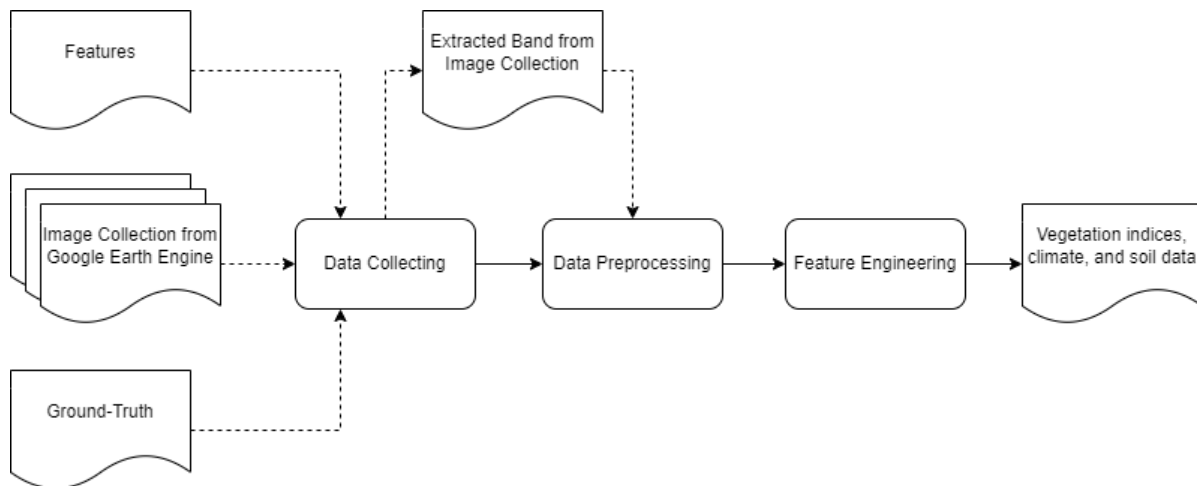 Features
Extracted Band from
Image Collection
Image Collection from
Google Earth Engine
Data Collecting
Data Preprocessing
Feature Engineering
Vegetation indices,
climate, and soil data
Ground-Truth